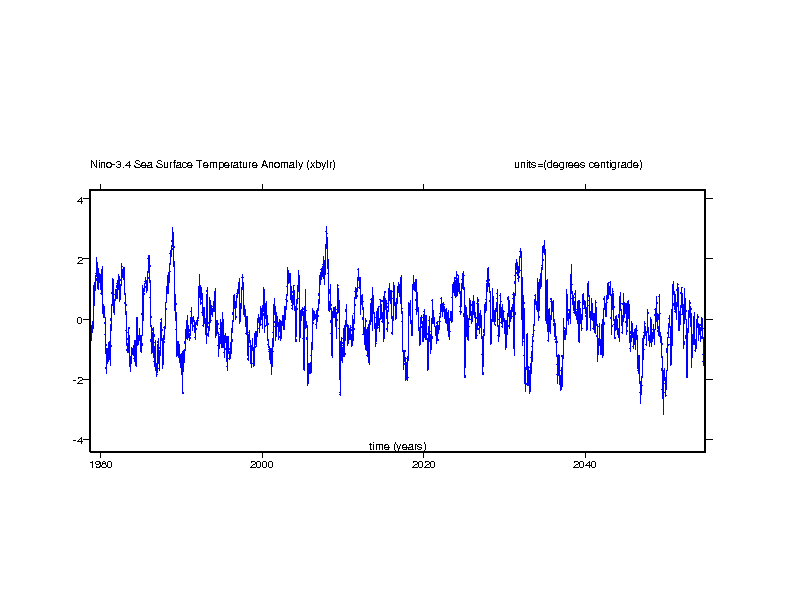 Nino-3.4 Sea Surface Temperature Anomaly (xbylr) units=(degrees centigrade)
4
2
0
-2
-4
time (years)
1980 2000 2020 2040